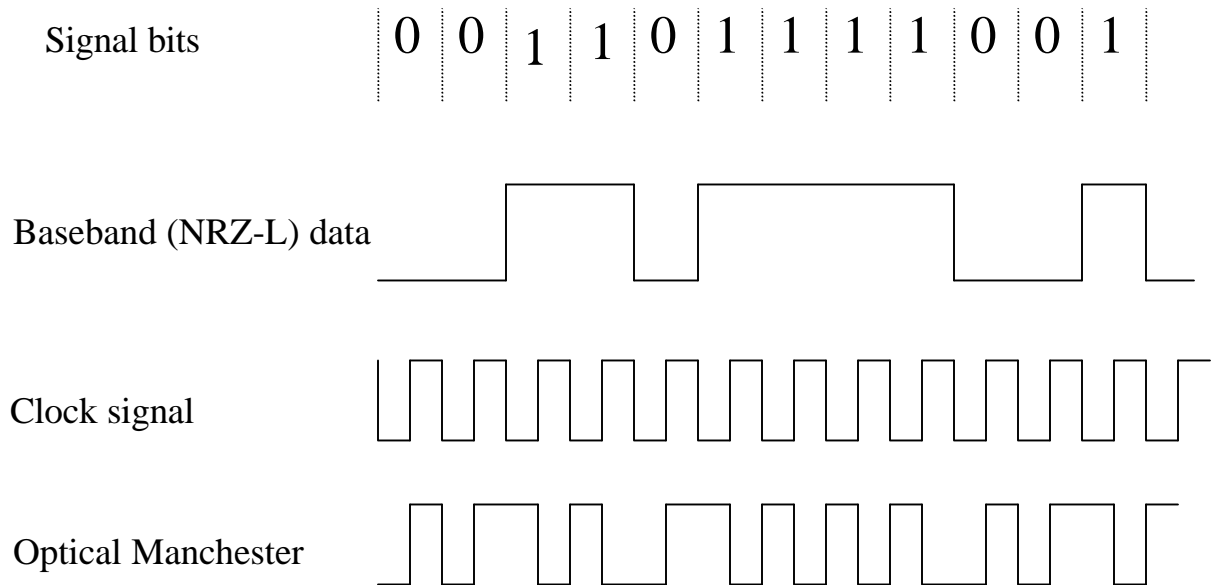 Signal bits 0 0 1 1 0 1 1 1 1 0 0 1
Baseband (NRZ-L) data
Clock signal
Optical Manchester